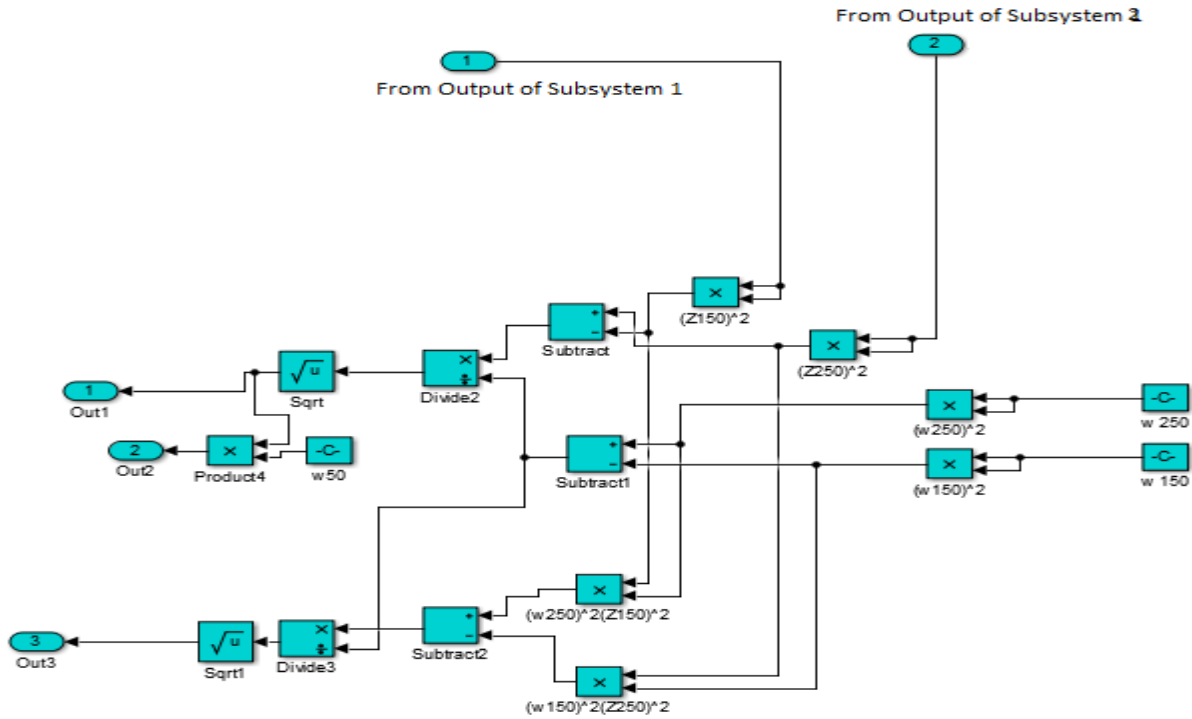 From Output of Subsystem 2
2
1
From Output of Subsystem 1
×
(Z150)^2
+
−
Subtract
×
(Z250)^2
√u
Sqrt
×
÷
Divide2
1
Out1
×
(w250)^2
-C-
w 250
2
Out2
×
Product4
-C-
w50
+
−
Subtract1
×
(w150)^2
-C-
w 150
×
(w250)^2(Z150)^2
+
−
Subtract2
3
Out3
√u
Sqrt1
×
÷
Divide3
×
(w150)^2(Z250)^2